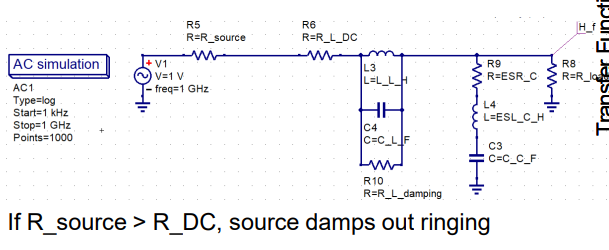 H_f
R5
R=R_source
R6
R=R_L_DC
AC simulation
AC1
Type=log
Start=1 kHz
Stop=1 GHz
Points=1000
V1
V=1 V
freq=1 GHz
L3
L=L_L_H
C4
C=C_L_F
R10
R=R_L_damping
R9
R=ESR_C
L4
L=ESL_C_H
C3
C=C_C_F
R8
Transfer
If R_source > R_DC, source damps out ringing